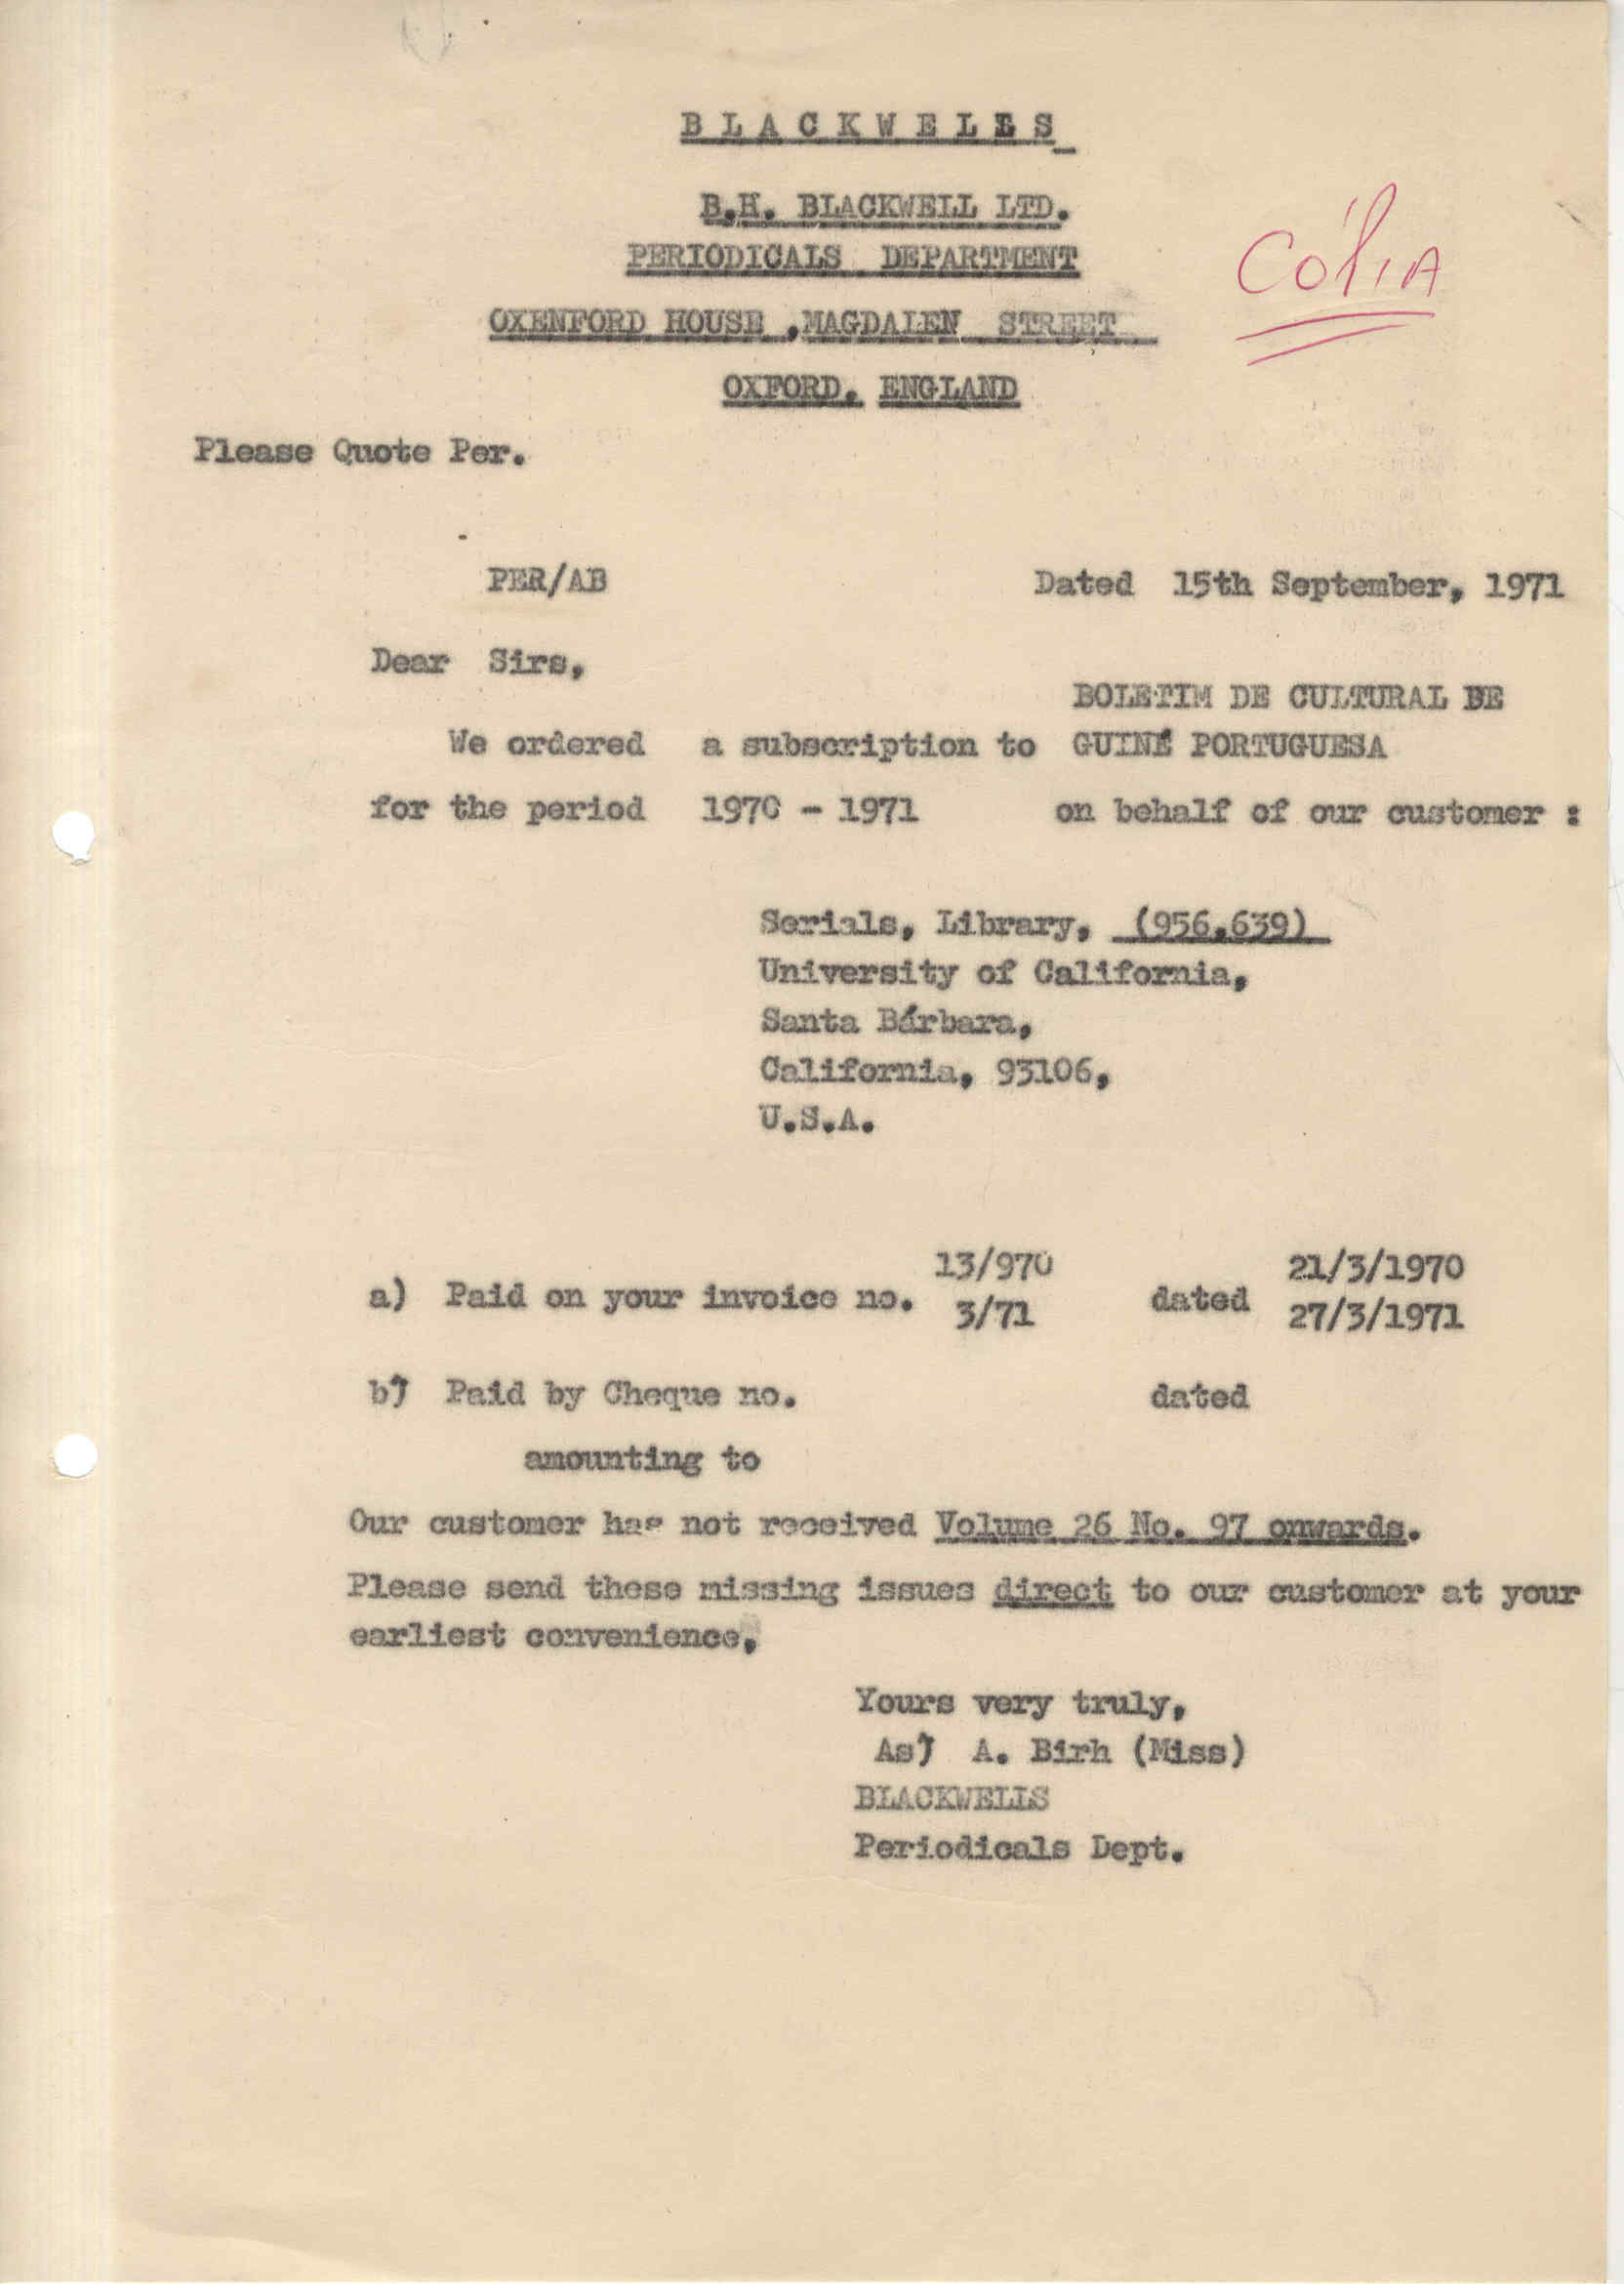 BLACKWELLS
B.H. BLACKWELL LTD.
CÓPIA
PERIODICALS DEPARTMENT
OXENFORD HOUSE ,MAGDALEN STREET
OXFORD. ENGLAND
Please Quote Per.
PER/AB Dated 15th September, 1971
Dear Sirs,
BOLETIM DE CULTURAL DE
We ordered a subscription to GUINÉ PORTUGUESA
for the period 1970 - 1971 on behalf of our customer :
Serials, Library, (956.639)
University of California,
Santa Bárbara,
California, 93106,
U.S.A.
13/970 21/3/1970
a) Paid on your invoice no. dated
3/71 27/3/1971
b) Paid by Cheque no. dated
amounting to
Our customer has not received Volume 26 No. 97 onwards.
Please send these missing issues direct to our customer at your
earliest convenience,
Yours very truly,
As) A. Birh (Miss)
BLACKWELLS
Periodicals Dept.